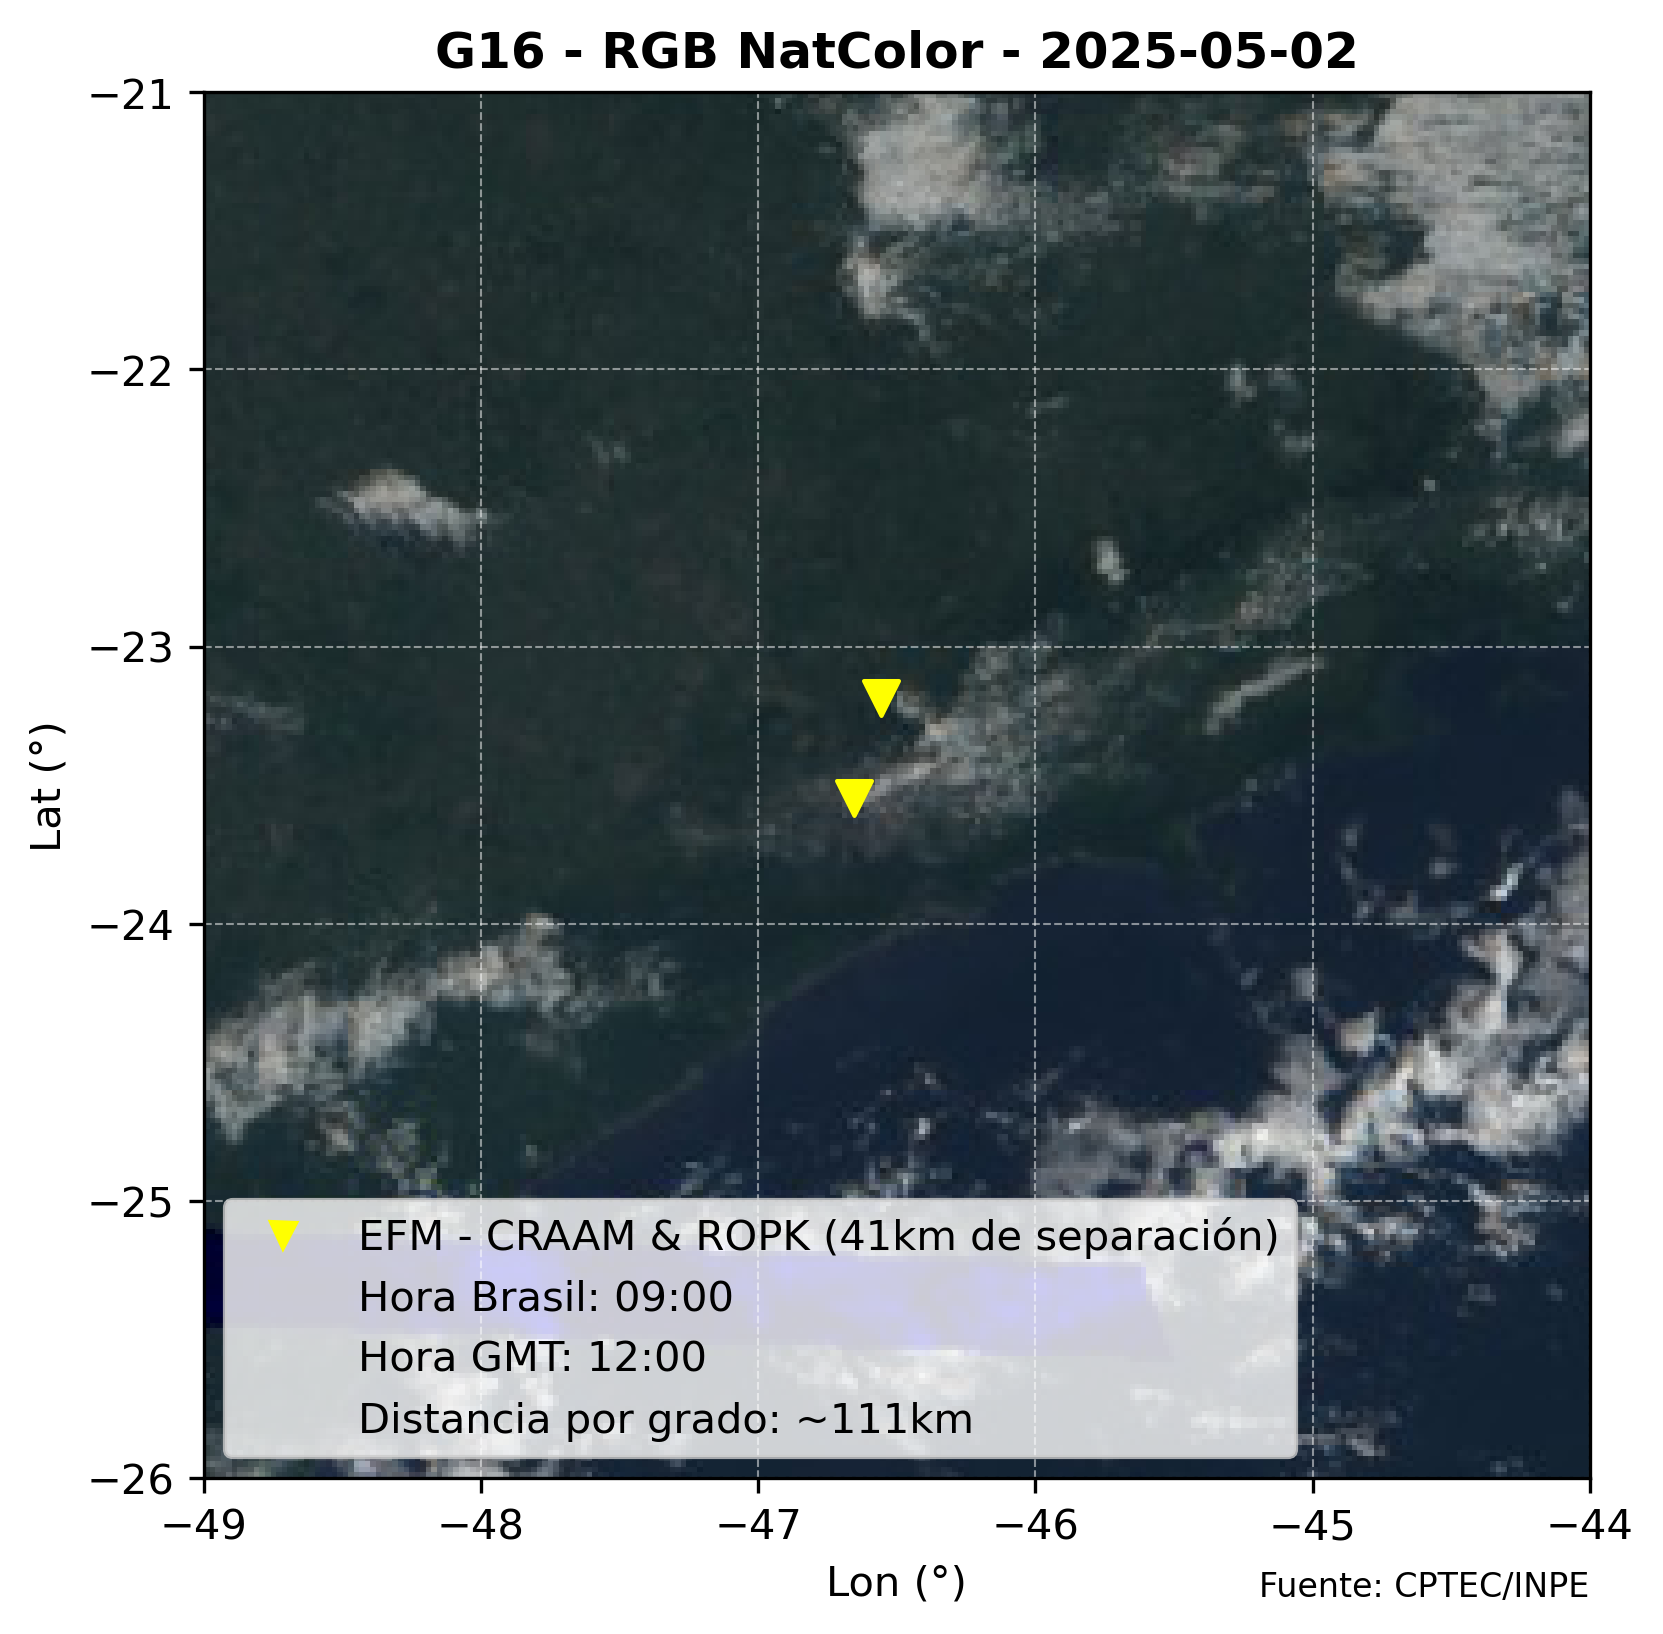 G16 - RGB NatColor - 2025-05-02
−21
−22
−23
−24
−25
−26
Lat (°)
EFM - CRAAM & ROPK (41km de separación)
Hora Brasil: 09:00
Hora GMT: 12:00
Distancia por grado: ~111km
−49 −48 −47 −46 −45 −44
Lon (°)
Fuente: CPTEC/INPE